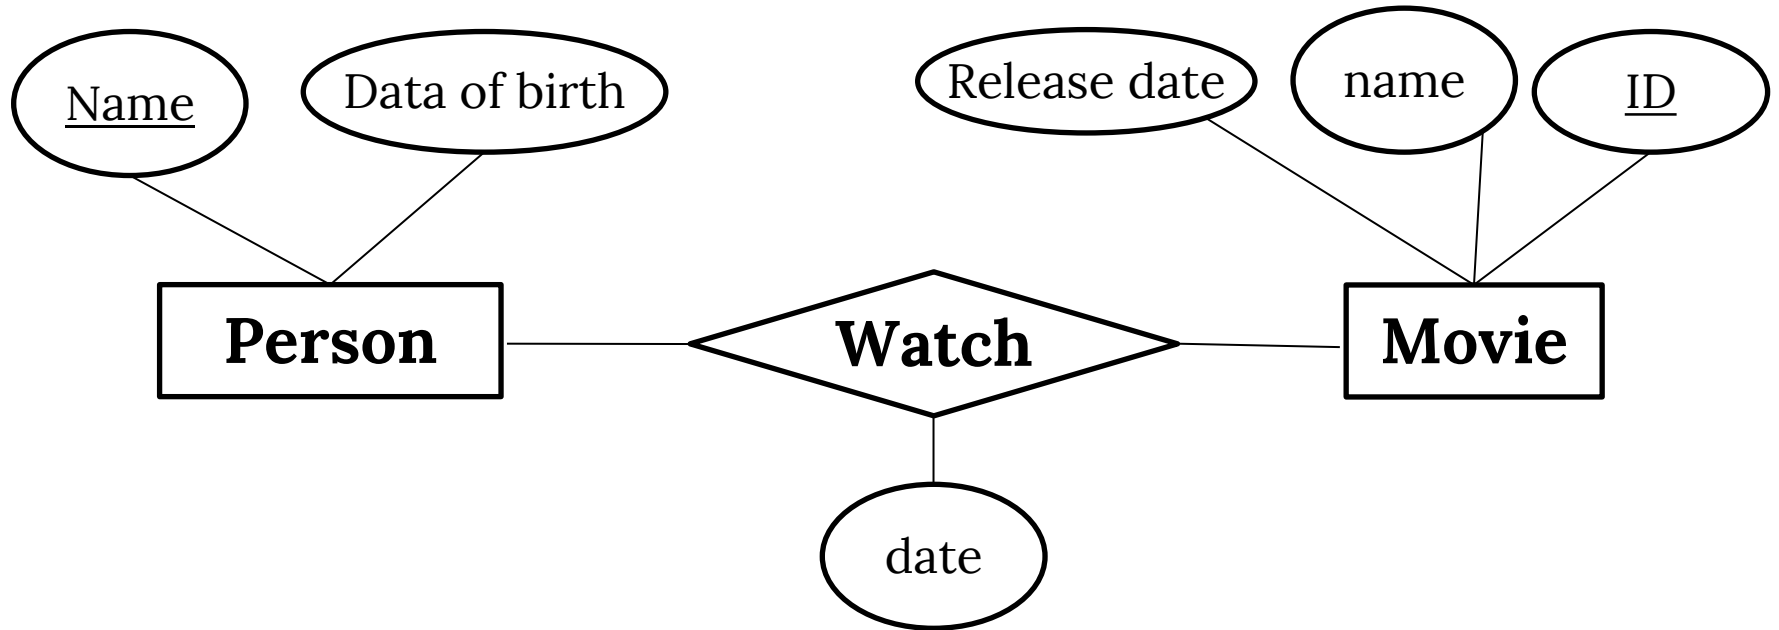 Name
Data of birth
Release date
name
ID
Person
Watch
Movie
date